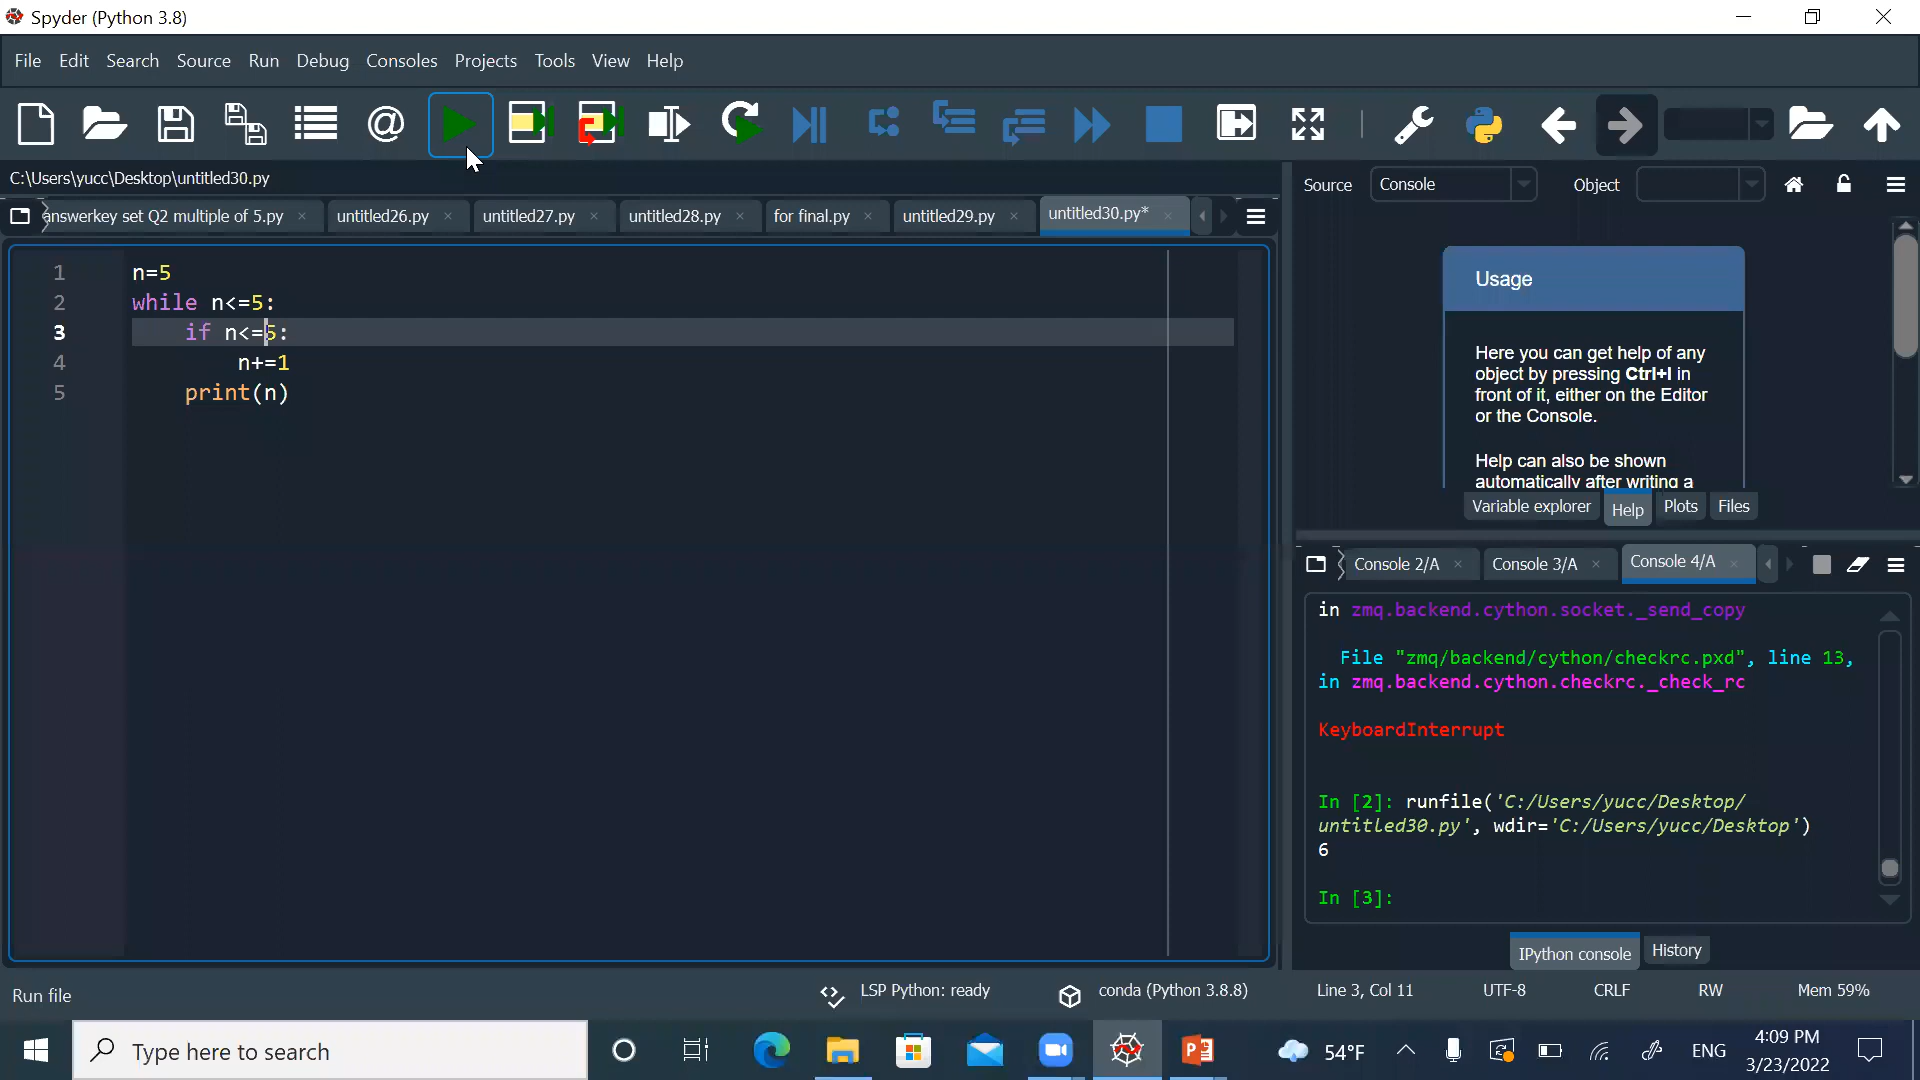 Spyder (Python 3.8)
File Edit Search Source Run Debug Consoles Projects Tools View Help
C:\Users\yucc\Desktop\untitled30.py
answerkey set Q2 multiple of 5.py untitled26.py untitled27.py untitled28.py for final.py untitled29.py untitled30.py*
1 n=5
2 while n<=5:
3 if n<=5:
4 n+=1
5 print(n)
Source Console Object
Usage
Here you can get help of any
object by pressing Ctrl+I in
front of it, either on the Editor
or the Console.
Help can also be shown
automatically after writing a
Variable explorer Help Plots Files
Console 2/A Console 3/A Console 4/A
in zmq.backend.cython.socket._send_copy
File "zmq/backend/cython/checkrc.pxd", line 13,
in zmq.backend.cython.checkrc._check_rc
KeyboardInterrupt
In [2]: runfile('C:/Users/yucc/Desktop/
untitled30.py', wdir='C:/Users/yucc/Desktop')
6
In [3]:
IPython console History
Run file LSP Python: ready conda (Python 3.8.8) Line 3, Col 11 UTF-8 CRLF RW Mem 59%
Type here to search 54°F ENG 4:09 PM
3/23/2022